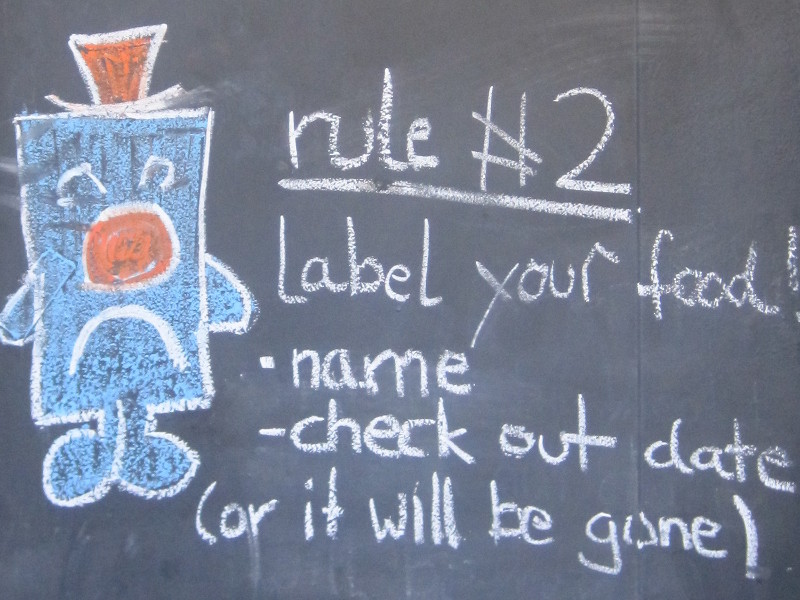 rule #2
label your food!
- name
- check out date
(or it will be gone)